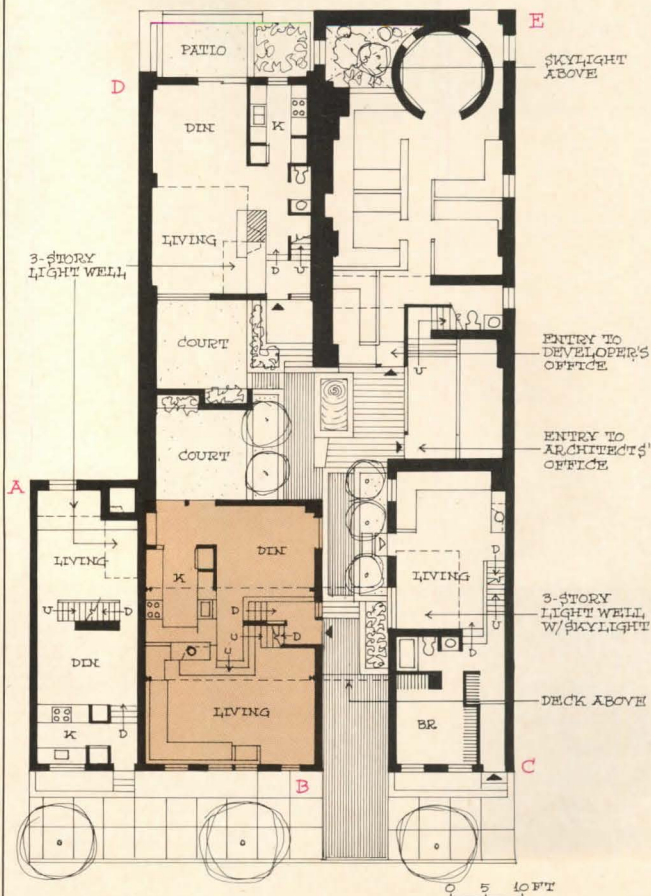 E
PATIO
SKYLIGHT
ABOVE
D
DIN
K
LIVING
3-STORY
LIGHT WELL
D
U
COURT
U
ENTRY TO
DEVELOPER'S
OFFICE
COURT
ENTRY TO
ARCHITECTS'
OFFICE
A
LIVING
DIN
LIVING
D
K
D
U
D
U
3-STORY
LIGHT WELL
W/SKYLIGHT
D
U
D
DIN
LIVING
DECK ABOVE
K
D
BR
B
C
0 5 10 FT